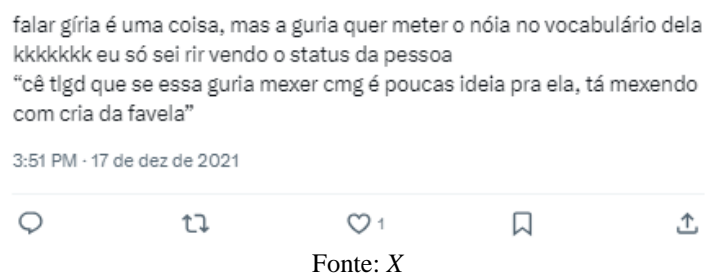 falar gíria é uma coisa, mas a guria quer meter o nóia no vocabulário dela
kkkkkkk eu só sei rir vendo o status da pessoa
“cê tlgd que se essa guria mexer cmg é poucas ideia pra ela, tá mexendo
com cria da favela”
3:51 PM · 17 de dez de 2021
1
Fonte: X